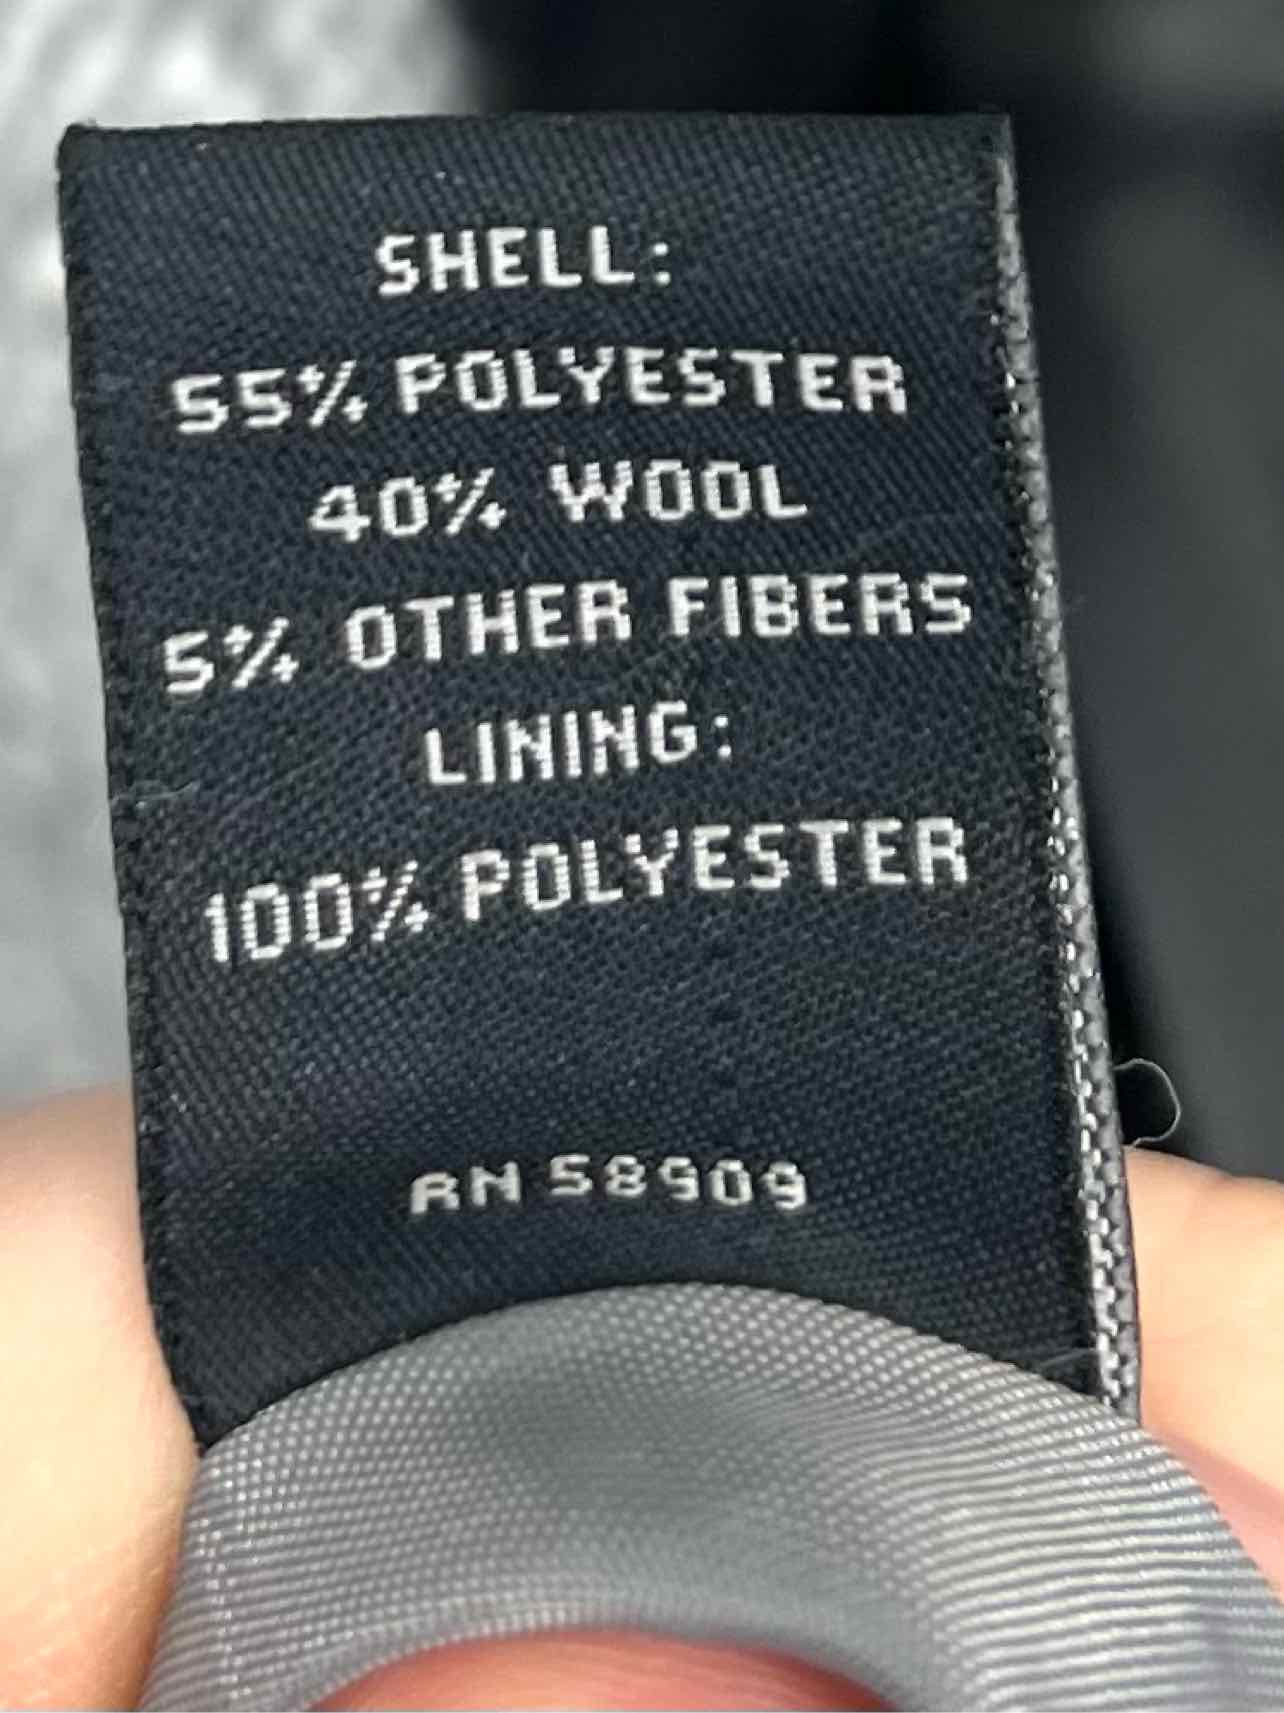 SHELL:
55% POLYESTER
40% WOOL
5% OTHER FIBERS
LINING:
100% POLYESTER
RN 58909